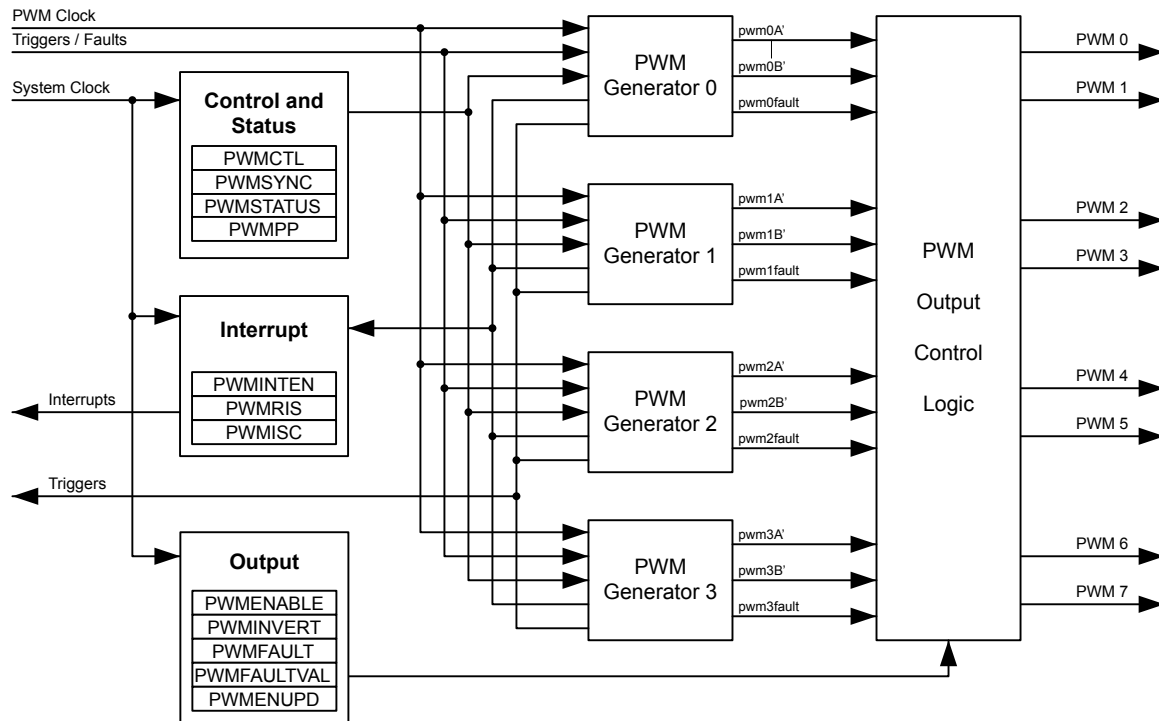 PWM Clock
Triggers / Faults
System Clock
Control and
Status
PWMCTL
PWMSYNC
PWMSTATUS
PWMPP
Interrupt
PWMINTEN
PWMRIS
PWMISC
Interrupts
Triggers
Output
PWMENABLE
PWMINVERT
PWMFAULT
PWMFAULTVAL
PWMENUPD
PWM
Generator 0
pwm0A'
pwm0B'
pwm0fault
PWM
Generator 1
pwm1A'
pwm1B'
pwm1fault
PWM
Generator 2
pwm2A'
pwm2B'
pwm2fault
PWM
Generator 3
pwm3A'
pwm3B'
pwm3fault
PWM
Output
Control
Logic
PWM 0
PWM 1
PWM 2
PWM 3
PWM 4
PWM 5
PWM 6
PWM 7